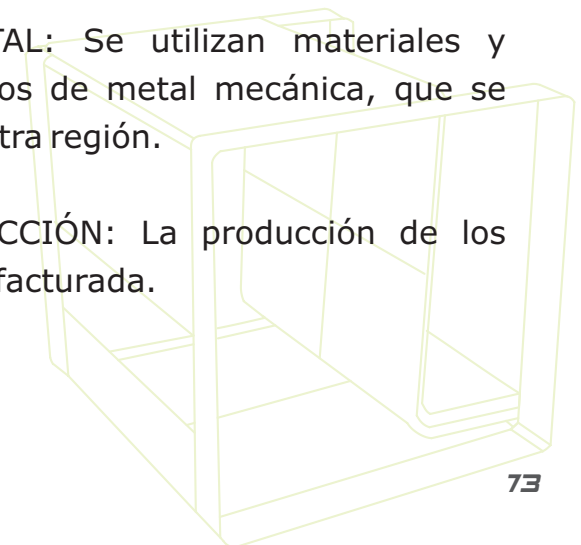 TAL: Se utilizan materiales y
os de metal mecánica, que se
tra región.
CCIÓN: La producción de los
facturada.
73